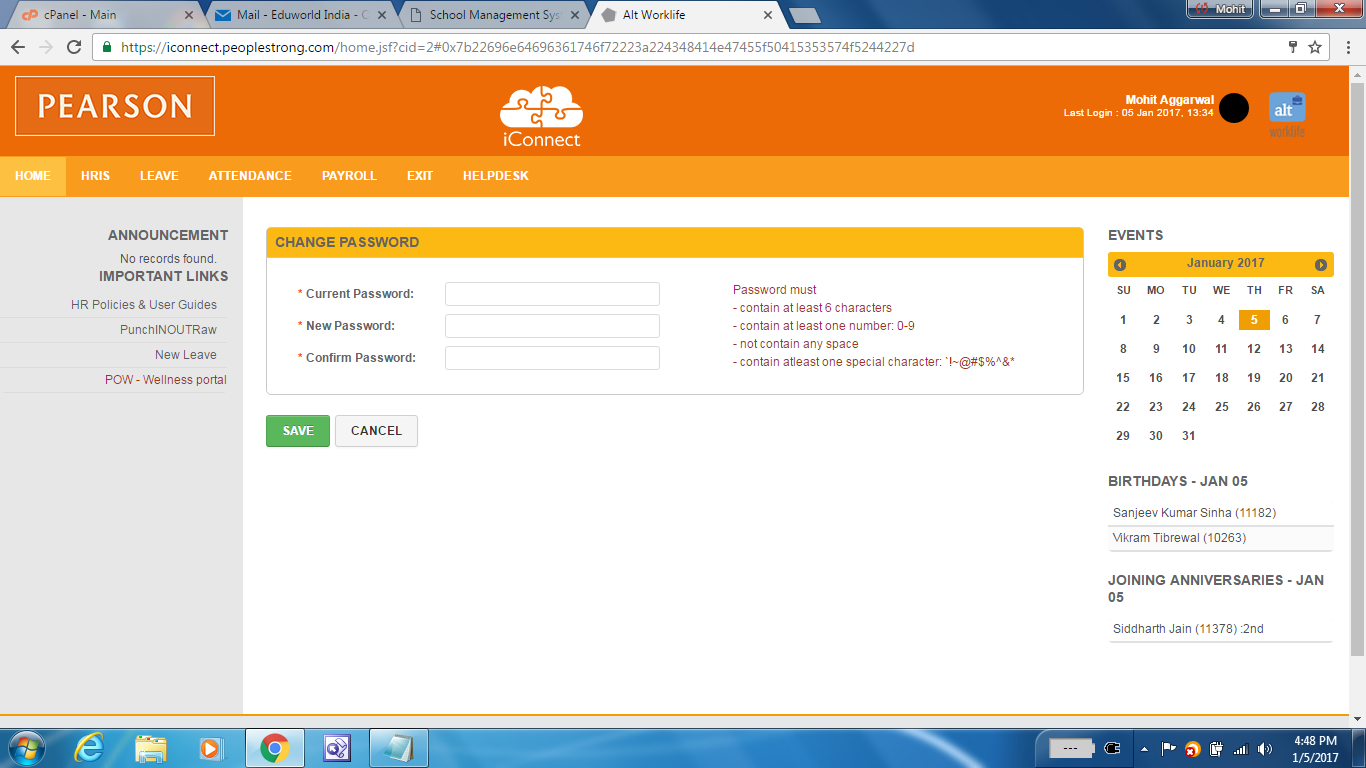 cPanel - Main
Mail - Eduworld India - C
School Management Sys
Alt Worklife
Mohit
https://iconnect.peoplestrong.com/home.jsf?cid=2#0x7b22696e64696361746f72223a224348414e47455f50415353574f5244227d
PEARSON
iConnect
Mohit Aggarwal
Last Login : 05 Jan 2017, 13:34
alt
worklife
HOME HRIS LEAVE ATTENDANCE PAYROLL EXIT HELPDESK
ANNOUNCEMENT
No records found.
IMPORTANT LINKS
HR Policies & User Guides
PunchINOUTRaw
New Leave
POW - Wellness portal
CHANGE PASSWORD
* Current Password:
* New Password:
* Confirm Password:
Password must
- contain at least 6 characters
- contain at least one number: 0-9
- not contain any space
- contain atleast one special character: `!~@#$%^&*
SAVE CANCEL
EVENTS
January 2017
SU MO TU WE TH FR SA
1 2 3 4 5 6 7
8 9 10 11 12 13 14
15 16 17 18 19 20 21
22 23 24 25 26 27 28
29 30 31
BIRTHDAYS - JAN 05
Sanjeev Kumar Sinha (11182)
Vikram Tibrewal (10263)
JOINING ANNIVERSARIES - JAN
05
Siddharth Jain (11378) :2nd
---
4:48 PM
1/5/2017